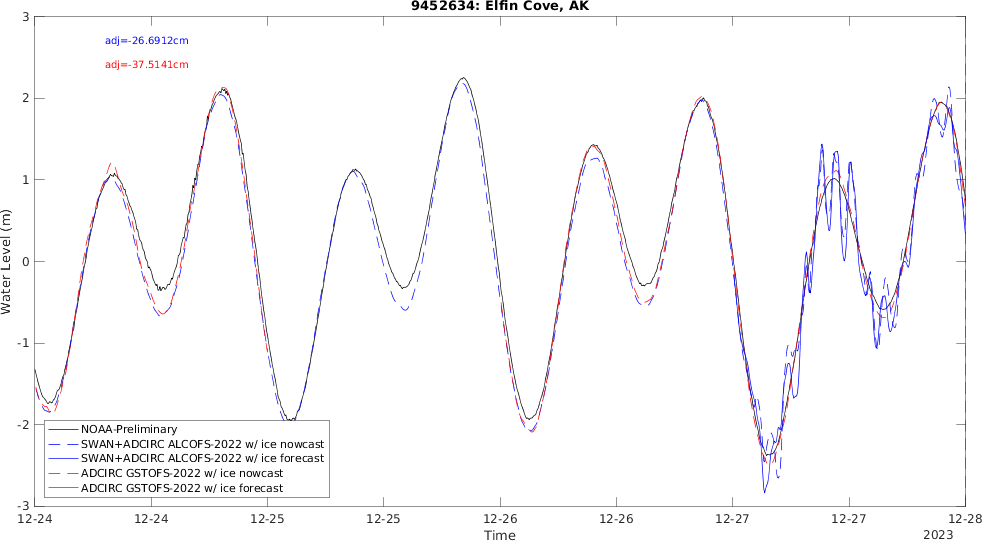 9452634: Elfin Cove, AK
adj=-26.6912cm
adj=-37.5141cm
Water Level (m)
3
2
1
0
-1
-2
-3
NOAA-Preliminary
SWAN+ADCIRC ALCOFS-2022 w/ ice nowcast
SWAN+ADCIRC ALCOFS-2022 w/ ice forecast
ADCIRC GSTOFS-2022 w/ ice nowcast
ADCIRC GSTOFS-2022 w/ ice forecast
12-24 12-24 12-25 12-25 12-26 12-26 12-27 12-27 12-28
Time
2023